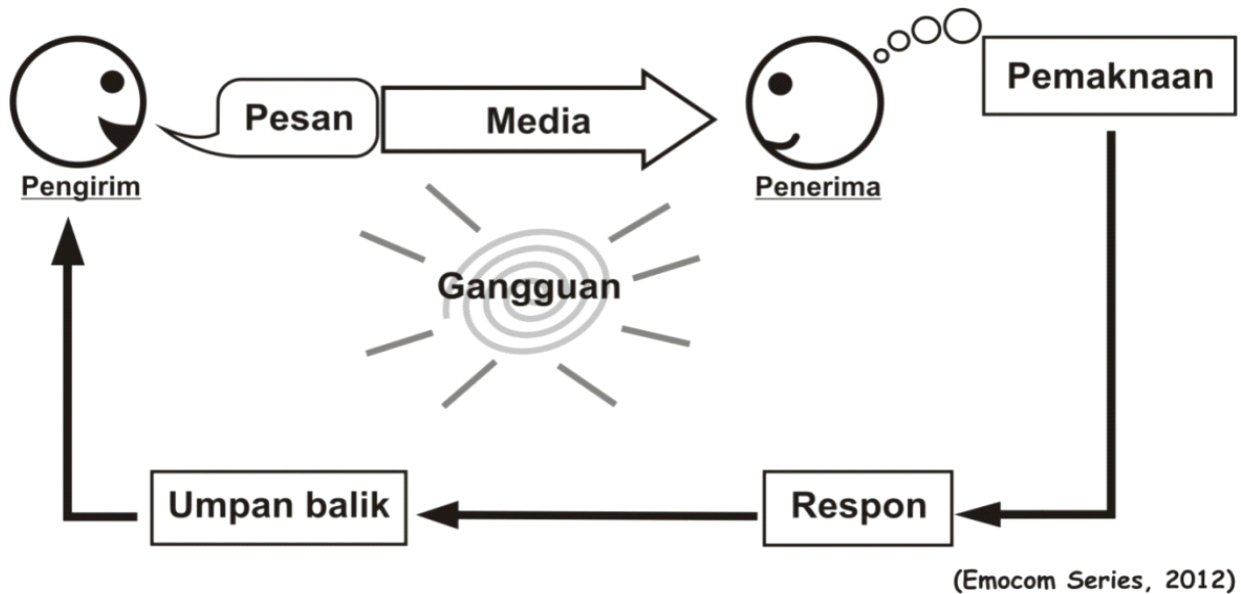 Pesan
Media
Pemaknaan
Pengirim
Penerima
Gangguan
Umpan balik
Respon
(Emocom Series, 2012)